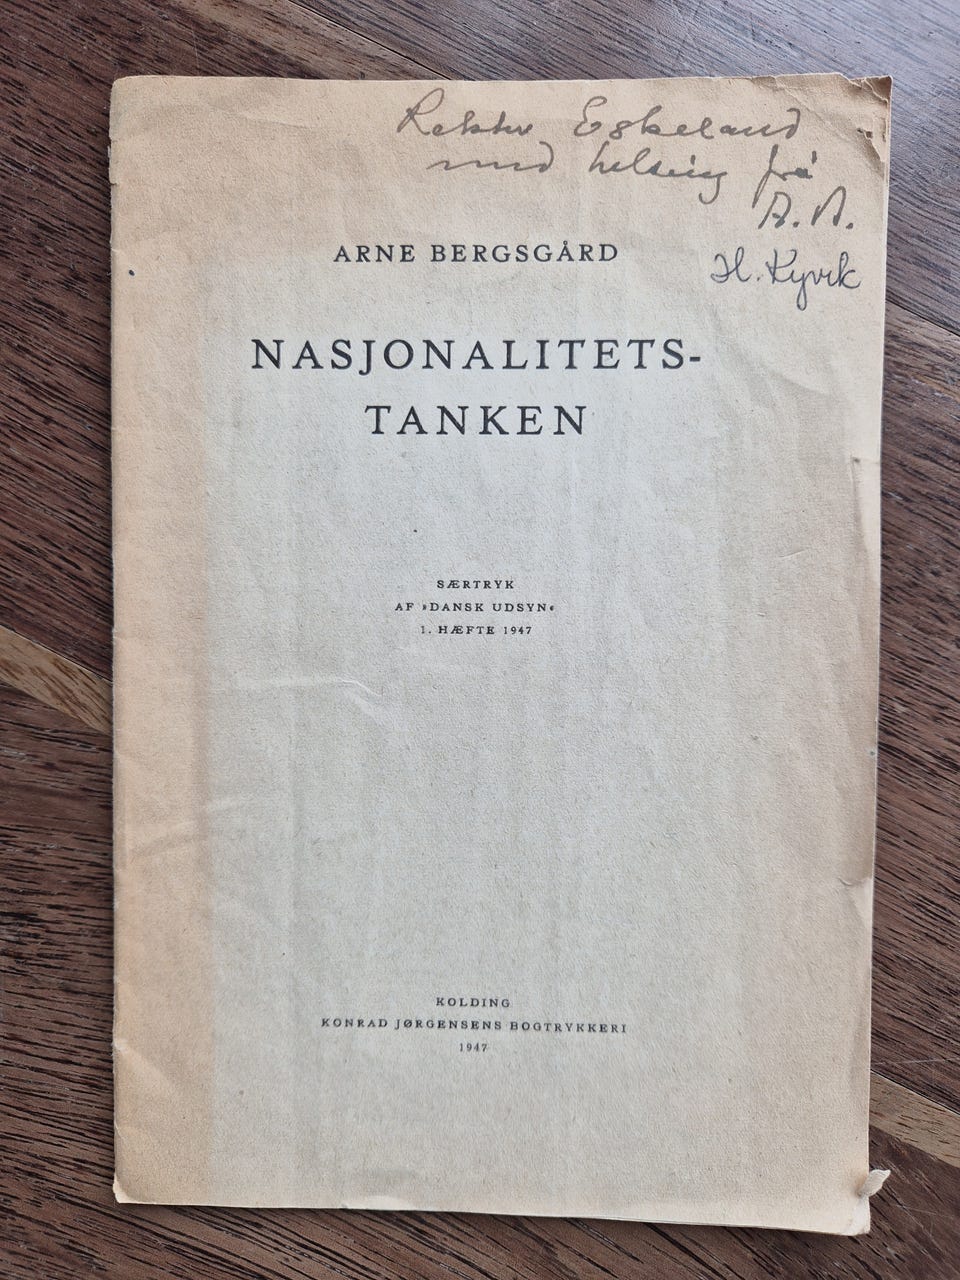 Rektor Eskeland
med helsing frå
A. A.
H. Kyvik
ARNE BERGSGÅRD
NASJONALITETS-
TANKEN
SÆRTRYK
AF »DANSK UDSYN«
1. HÆFTE 1947
KOLDING
KONRAD JØRGENSENS BOGTRYKKERI
1947